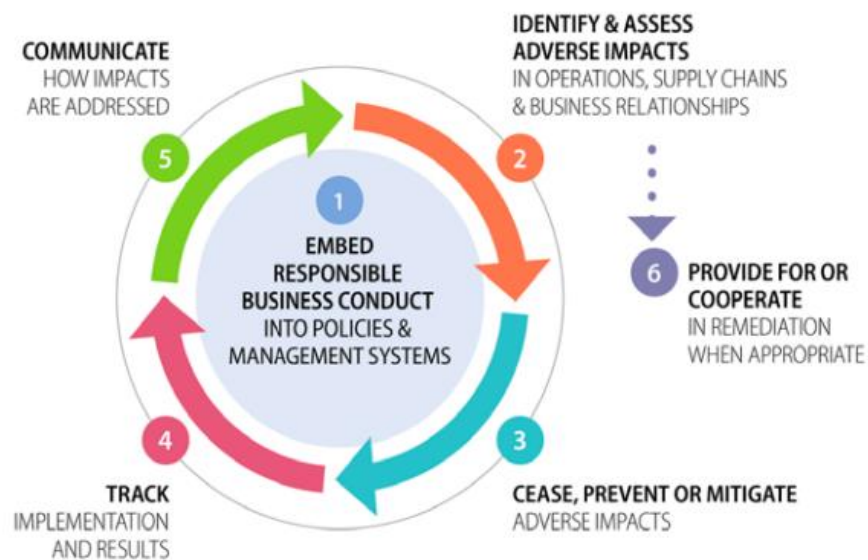 COMMUNICATE
HOW IMPACTS
ARE ADDRESSED
5
IDENTIFY & ASSESS
ADVERSE IMPACTS
IN OPERATIONS, SUPPLY CHAINS
& BUSINESS RELATIONSHIPS
2
1
EMBED
RESPONSIBLE
BUSINESS CONDUCT
INTO POLICIES &
MANAGEMENT SYSTEMS
6
PROVIDE FOR OR
COOPERATE
IN REMEDIATION
WHEN APPROPRIATE
4
TRACK
IMPLEMENTATION
AND RESULTS
3
CEASE, PREVENT OR MITIGATE
ADVERSE IMPACTS